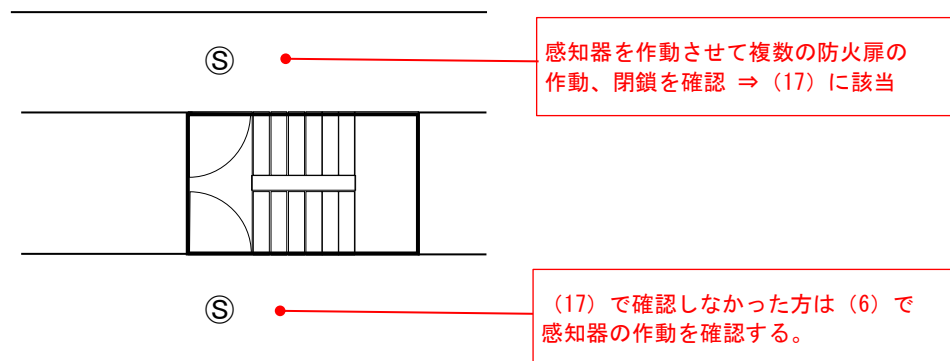 Ⓢ
感知器を作動させて複数の防火扉の
作動、閉鎖を確認 ⇒（17）に該当
Ⓢ
（17）で確認しなかった方は（6）で
感知器の作動を確認する。